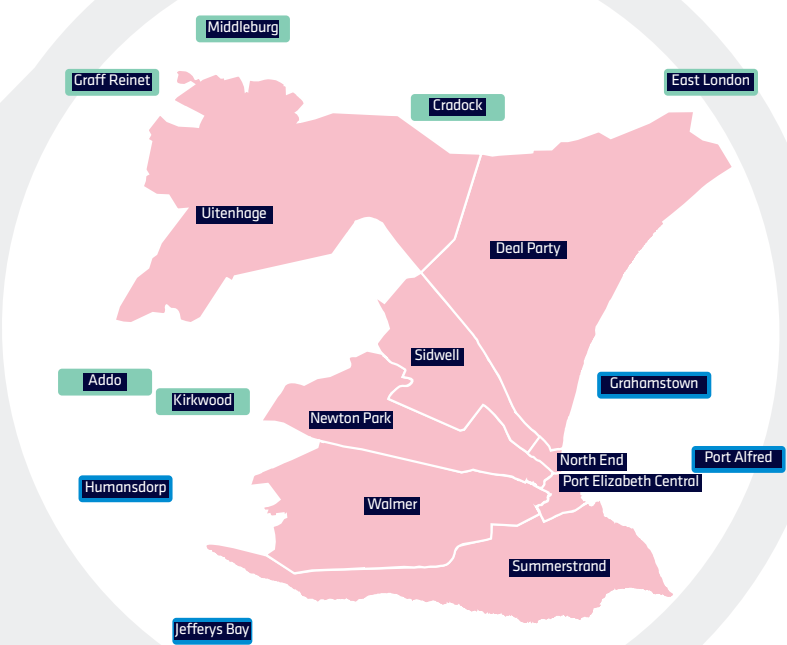 Middleburg
Graff Reinet
East London
Cradock
Uitenhage
Deal Party
Sidwell
Addo
Grahamstown
Kirkwood
Newton Park
North End
Port Alfred
Port Elizabeth Central
Humansdorp
Walmer
Summerstrand
Jefferys Bay